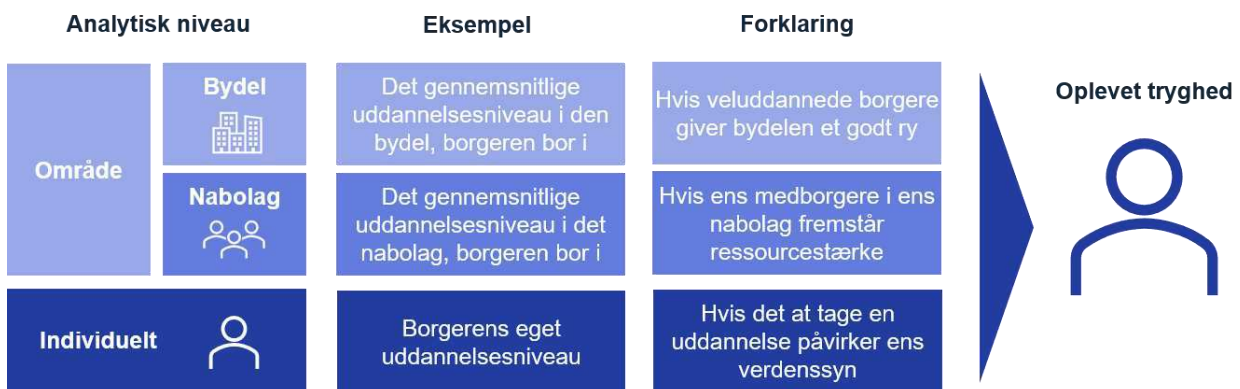 Analytisk niveau
Eksempel
Forklaring
Oplevet tryghed
Område
Bydel
Det gennemsnitlige
uddannelsesniveau i den
bydel, borgeren bor i
Hvis veluddannede borgere
giver bydelen et godt ry
Nabolag
Det gennemsnitlige
uddannelsesniveau i det
nabolag, borgeren bor i
Hvis ens medborgere i ens
nabolag fremstår
ressourcestærke
Individuelt
Borgerens eget
uddannelsesniveau
Hvis det at tage en
uddannelse påvirker ens
verdenssyn